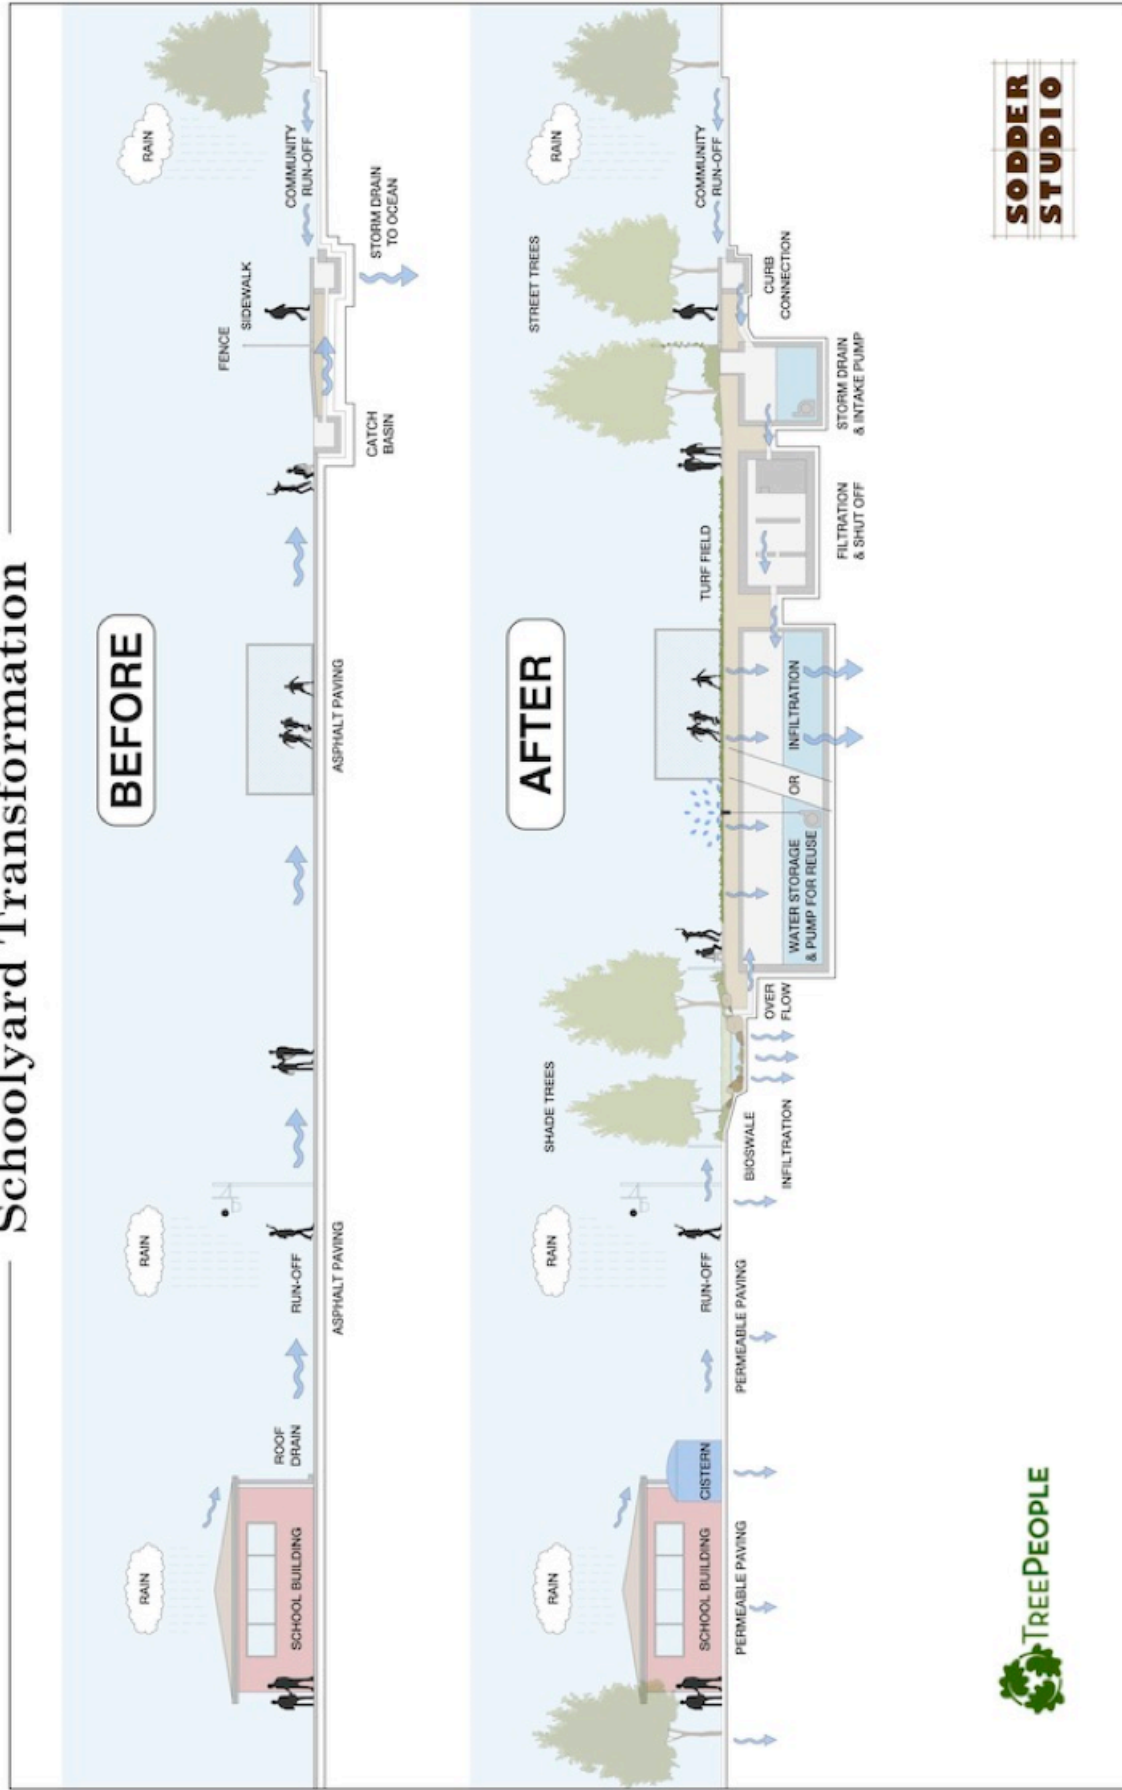 Schoolyard Transformation
BEFORE
RAIN
RAIN
RAIN
SCHOOL BUILDING
ROOF
DRAIN
RUN-OFF
ASPHALT PAVING
ASPHALT PAVING
CATCH
BASIN
FENCE
SIDEWALK
STORM DRAIN
TO OCEAN
COMMUNITY
RUN-OFF
AFTER
RAIN
RAIN
RAIN
SCHOOL BUILDING
CISTERN
PERMEABLE PAVING
PERMEABLE PAVING
RUN-OFF
SHADE TREES
BIOSWALE
INFILTRATION
OVER
FLOW
WATER STORAGE
& PUMP FOR REUSE
OR
INFILTRATION
TURF FIELD
FILTRATION
& SHUT OFF
STORM DRAIN
& INTAKE PUMP
STREET TREES
CURB
CONNECTION
COMMUNITY
RUN-OFF
TREEPEOPLE
SODDER
STUDIO